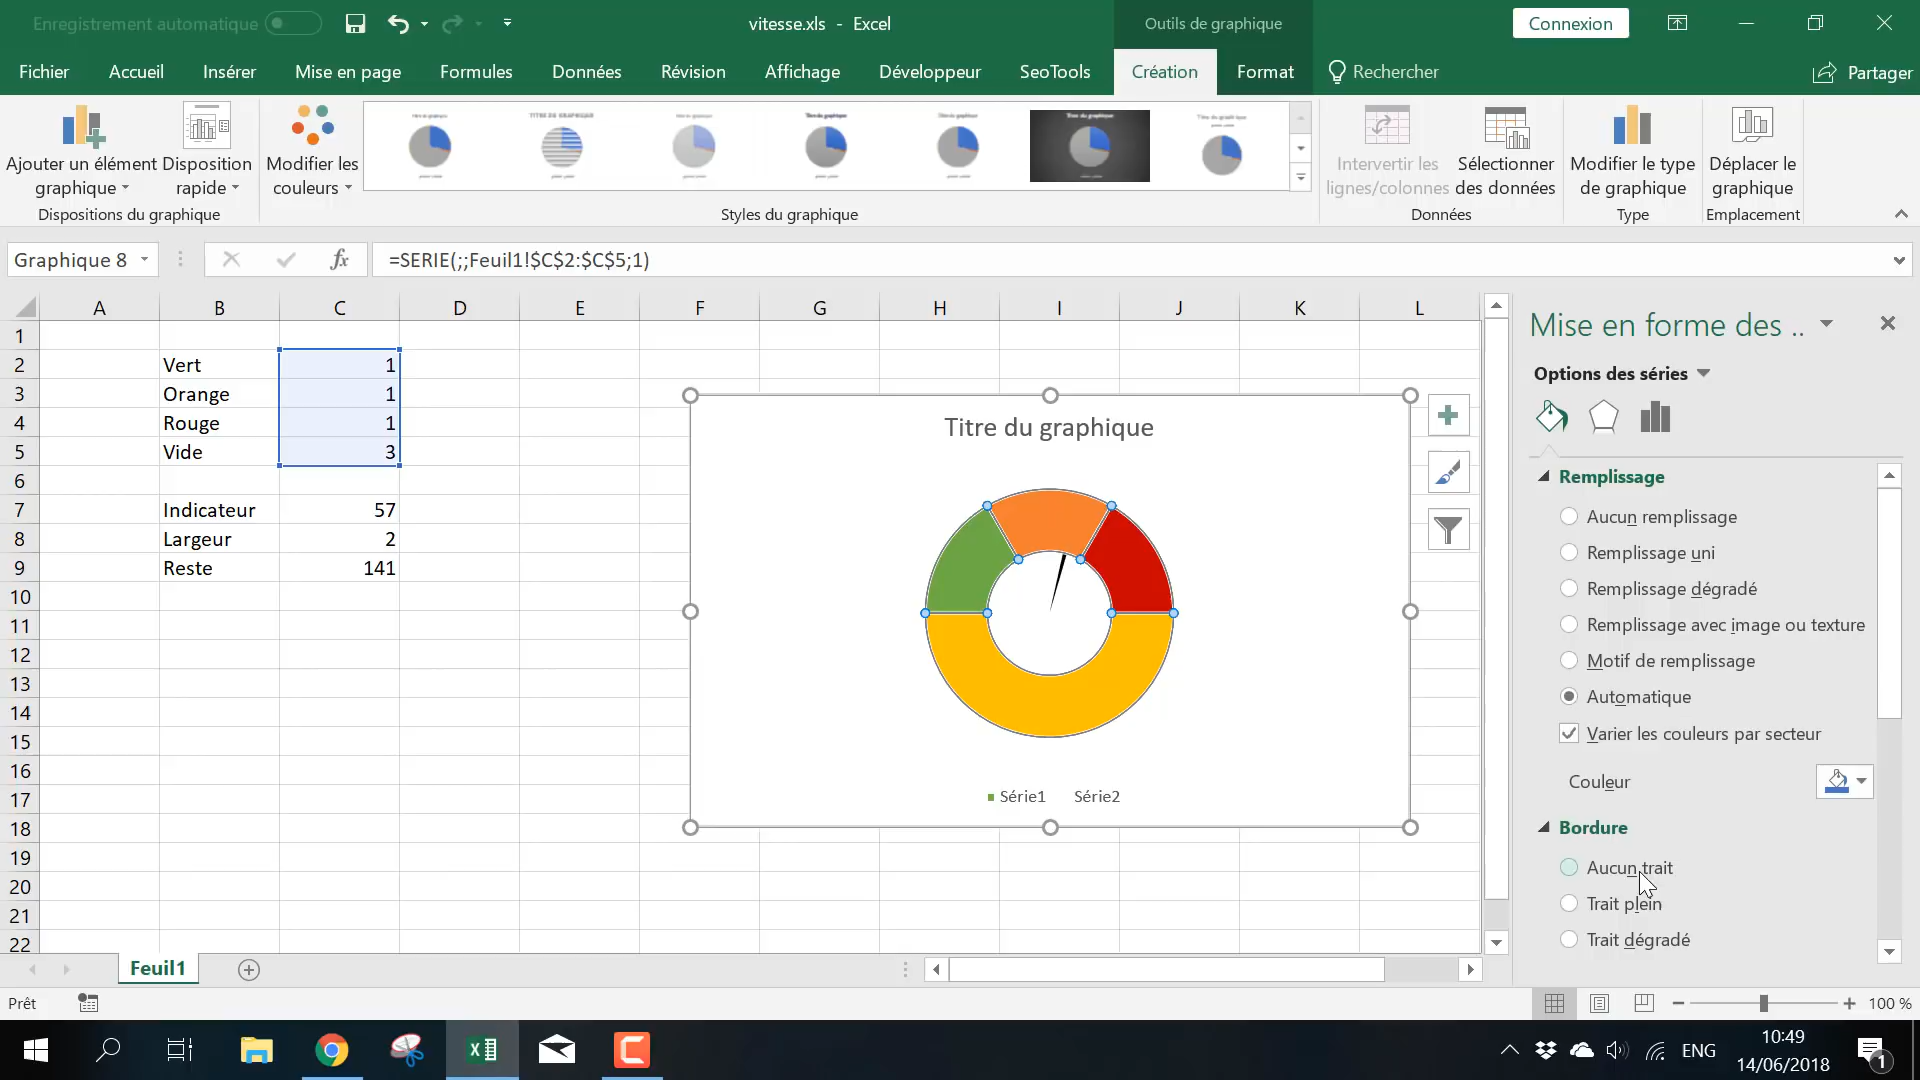 Enregistrement automatique
vitesse.xls - Excel
Outils de graphique
Connexion
Fichier
Accueil
Insérer
Mise en page
Formules
Données
Révision
Affichage
Développeur
SeoTools
Création
Format
Rechercher
Partager
Ajouter un élément
graphique
Disposition
rapide
Modifier les
couleurs
Intervertir les
lignes/colonnes
Sélectionner
des données
Modifier le type
de graphique
Déplacer le
graphique
Dispositions du graphique
Styles du graphique
Données
Type
Emplacement
Graphique 8
fx
=SERIE(;;Feuil1!$C$2:$C$5;1)
A B C D E F G H I J K L
1
2 Vert 1
3 Orange 1
4 Rouge 1
5 Vide 3
6
7 Indicateur 57
8 Largeur 2
9 Reste 141
10
11
12
13
14
15
16
17
18
19
20
21
22
Titre du graphique
Série1 Série2
Mise en forme des ..
Options des séries
Remplissage
Aucun remplissage
Remplissage uni
Remplissage dégradé
Remplissage avec image ou texture
Motif de remplissage
Automatique
Varier les couleurs par secteur
Couleur
Bordure
Aucun trait
Trait plein
Trait dégradé
Feuil1
Prêt
100 %
ENG
10:49
14/06/2018
1